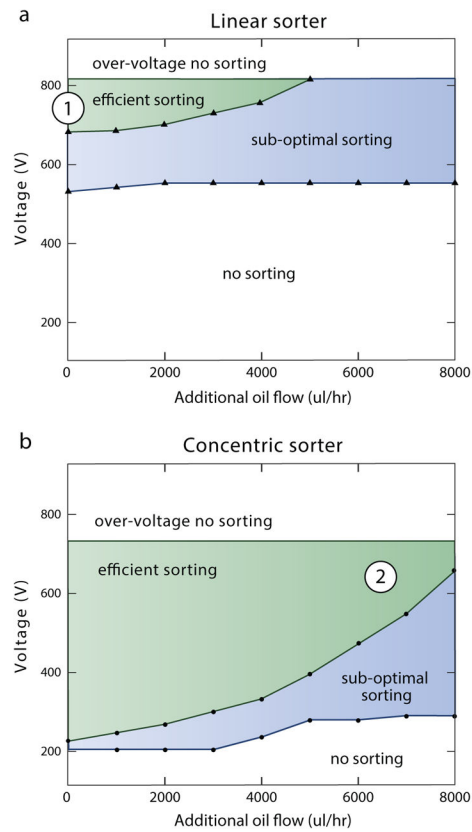 a
Linear sorter
over-voltage no sorting
800
1
efficient sorting
sub-optimal sorting
600
Voltage (V)
400
no sorting
200
0 2000 4000 6000 8000
Additional oil flow (ul/hr)
b
Concentric sorter
800
over-voltage no sorting
efficient sorting
2
600
Voltage (V)
400
sub-optimal
sorting
200
no sorting
0 2000 4000 6000 8000
Additional oil flow (ul/hr)